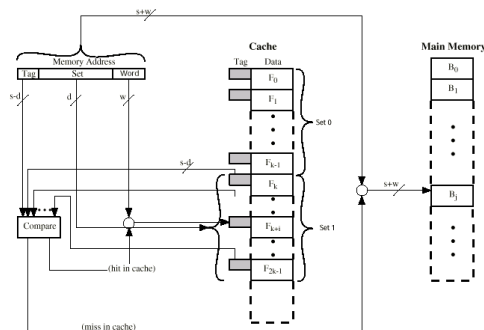 s+w
Cache
Memory Address
Tag Data
Main Memory
Tag Set Word
F0
B0
F1
B1
s-d d w
Set 0
s-d
Fk-1
Fk
s+w
Bj
Compare
Fk+i
Set 1
(hit in cache)
F2k-1
(miss in cache)